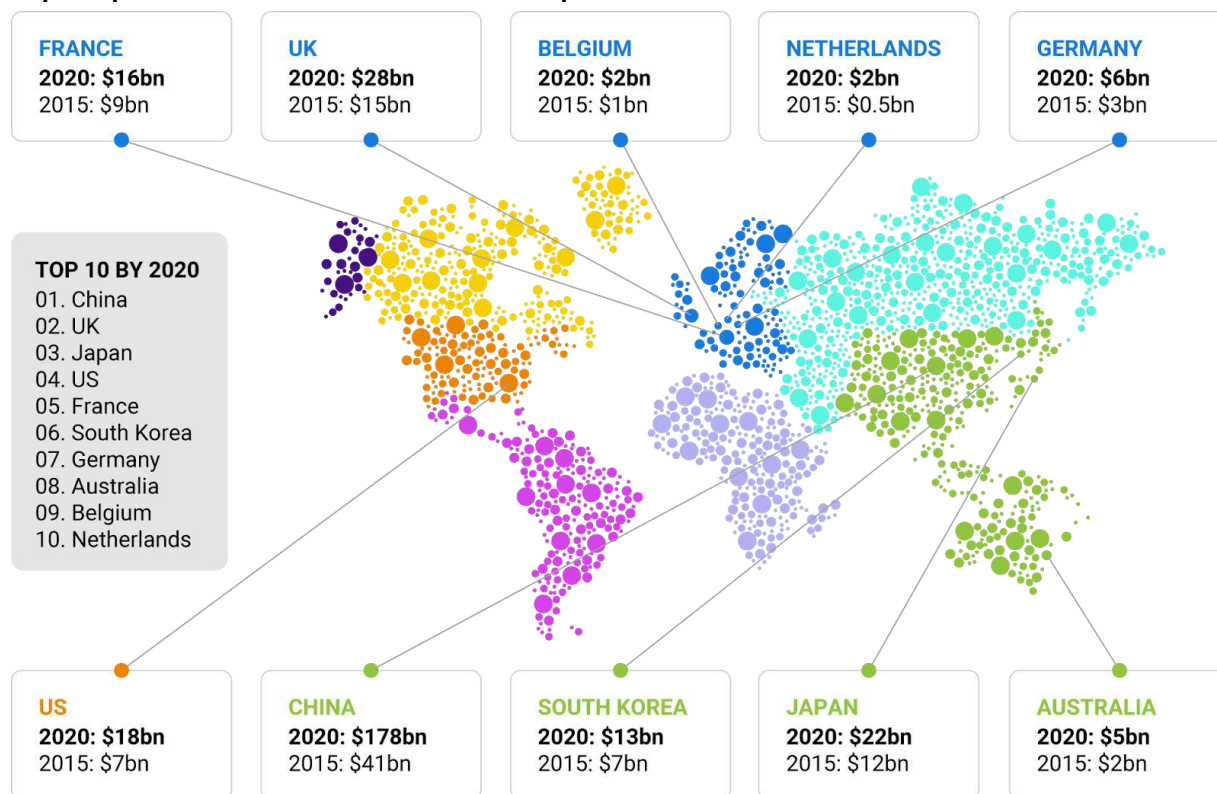 FRANCE
2020: $16bn
2015: $9bn
UK
2020: $28bn
2015: $15bn
BELGIUM
2020: $2bn
2015: $1bn
NETHERLANDS
2020: $2bn
2015: $0.5bn
GERMANY
2020: $6bn
2015: $3bn
TOP 10 BY 2020
01. China
02. UK
03. Japan
04. US
05. France
06. South Korea
07. Germany
08. Australia
09. Belgium
10. Netherlands
US
2020: $18bn
2015: $7bn
CHINA
2020: $178bn
2015: $41bn
SOUTH KOREA
2020: $13bn
2015: $7bn
JAPAN
2020: $22bn
2015: $12bn
AUSTRALIA
2020: $5bn
2015: $2bn